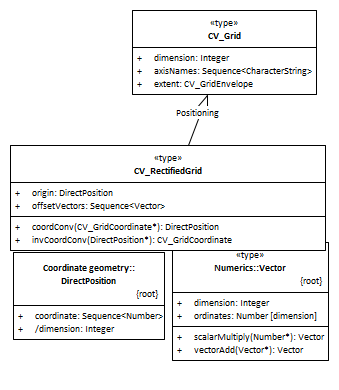 «type»
CV_Grid
+ dimension: Integer
+ axisNames: Sequence<CharacterString>
+ extent: CV_GridEnvelope
Positioning
«type»
CV_RectifiedGrid
+ origin: DirectPosition
+ offsetVectors: Sequence<Vector>
+ coordConv(CV_GridCoordinate*): DirectPosition
+ invCoordConv(DirectPosition*): CV_GridCoordinate
Coordinate geometry::
DirectPosition
{root}
+ coordinate: Sequence<Number>
+ /dimension: Integer
«type»
Numerics::Vector
{root}
+ dimension: Integer
+ ordinates: Number [dimension]
+ scalarMultiply(Number*): Vector
+ vectorAdd(Vector*): Vector